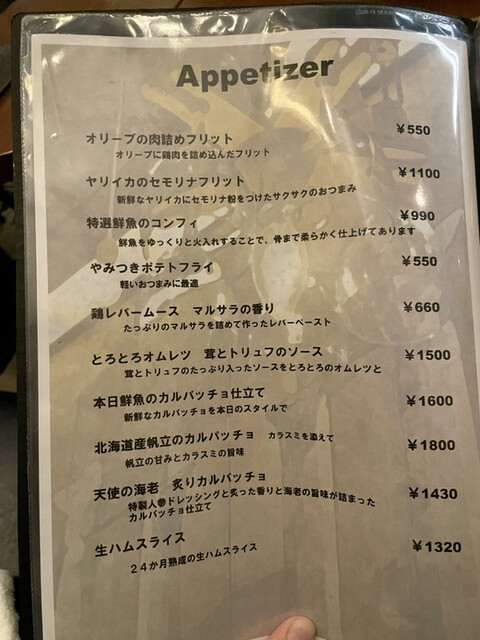 Appetizer
オリーブの肉詰めフリット ￥550
オリーブに鶏肉を詰め込んだフリット
ヤリイカのセモリナフリット ￥1100
新鮮なヤリイカにセモリナ粉をつけたサクサクのおつまみ
特選鮮魚のコンフィ ￥990
鮮魚をゆっくりと火入れすることで、骨まで柔らかく仕上げてあります
やみつきポテトフライ ￥550
軽いおつまみに最適
鶏レバームース マルサラの香り ￥660
たっぷりのマルサラを詰めて作ったレバーペースト
とろとろオムレツ 茸とトリュフのソース ￥1500
茸とトリュフのたっぷり入ったソースをとろとろのオムレツと
本日鮮魚のカルパッチョ仕立て ￥1600
新鮮なカルパッチョを本日のスタイルで
北海道産帆立のカルパッチョ カラスミを添えて ￥1800
帆立の甘みとカラスミの旨味
天使の海老 炙りカルパッチョ ￥1430
特製人参ドレッシングと炙った香りと海老の旨味が詰まった
カルパッチョ仕立て
生ハムスライス ￥1320
２４か月熟成の生ハムスライス